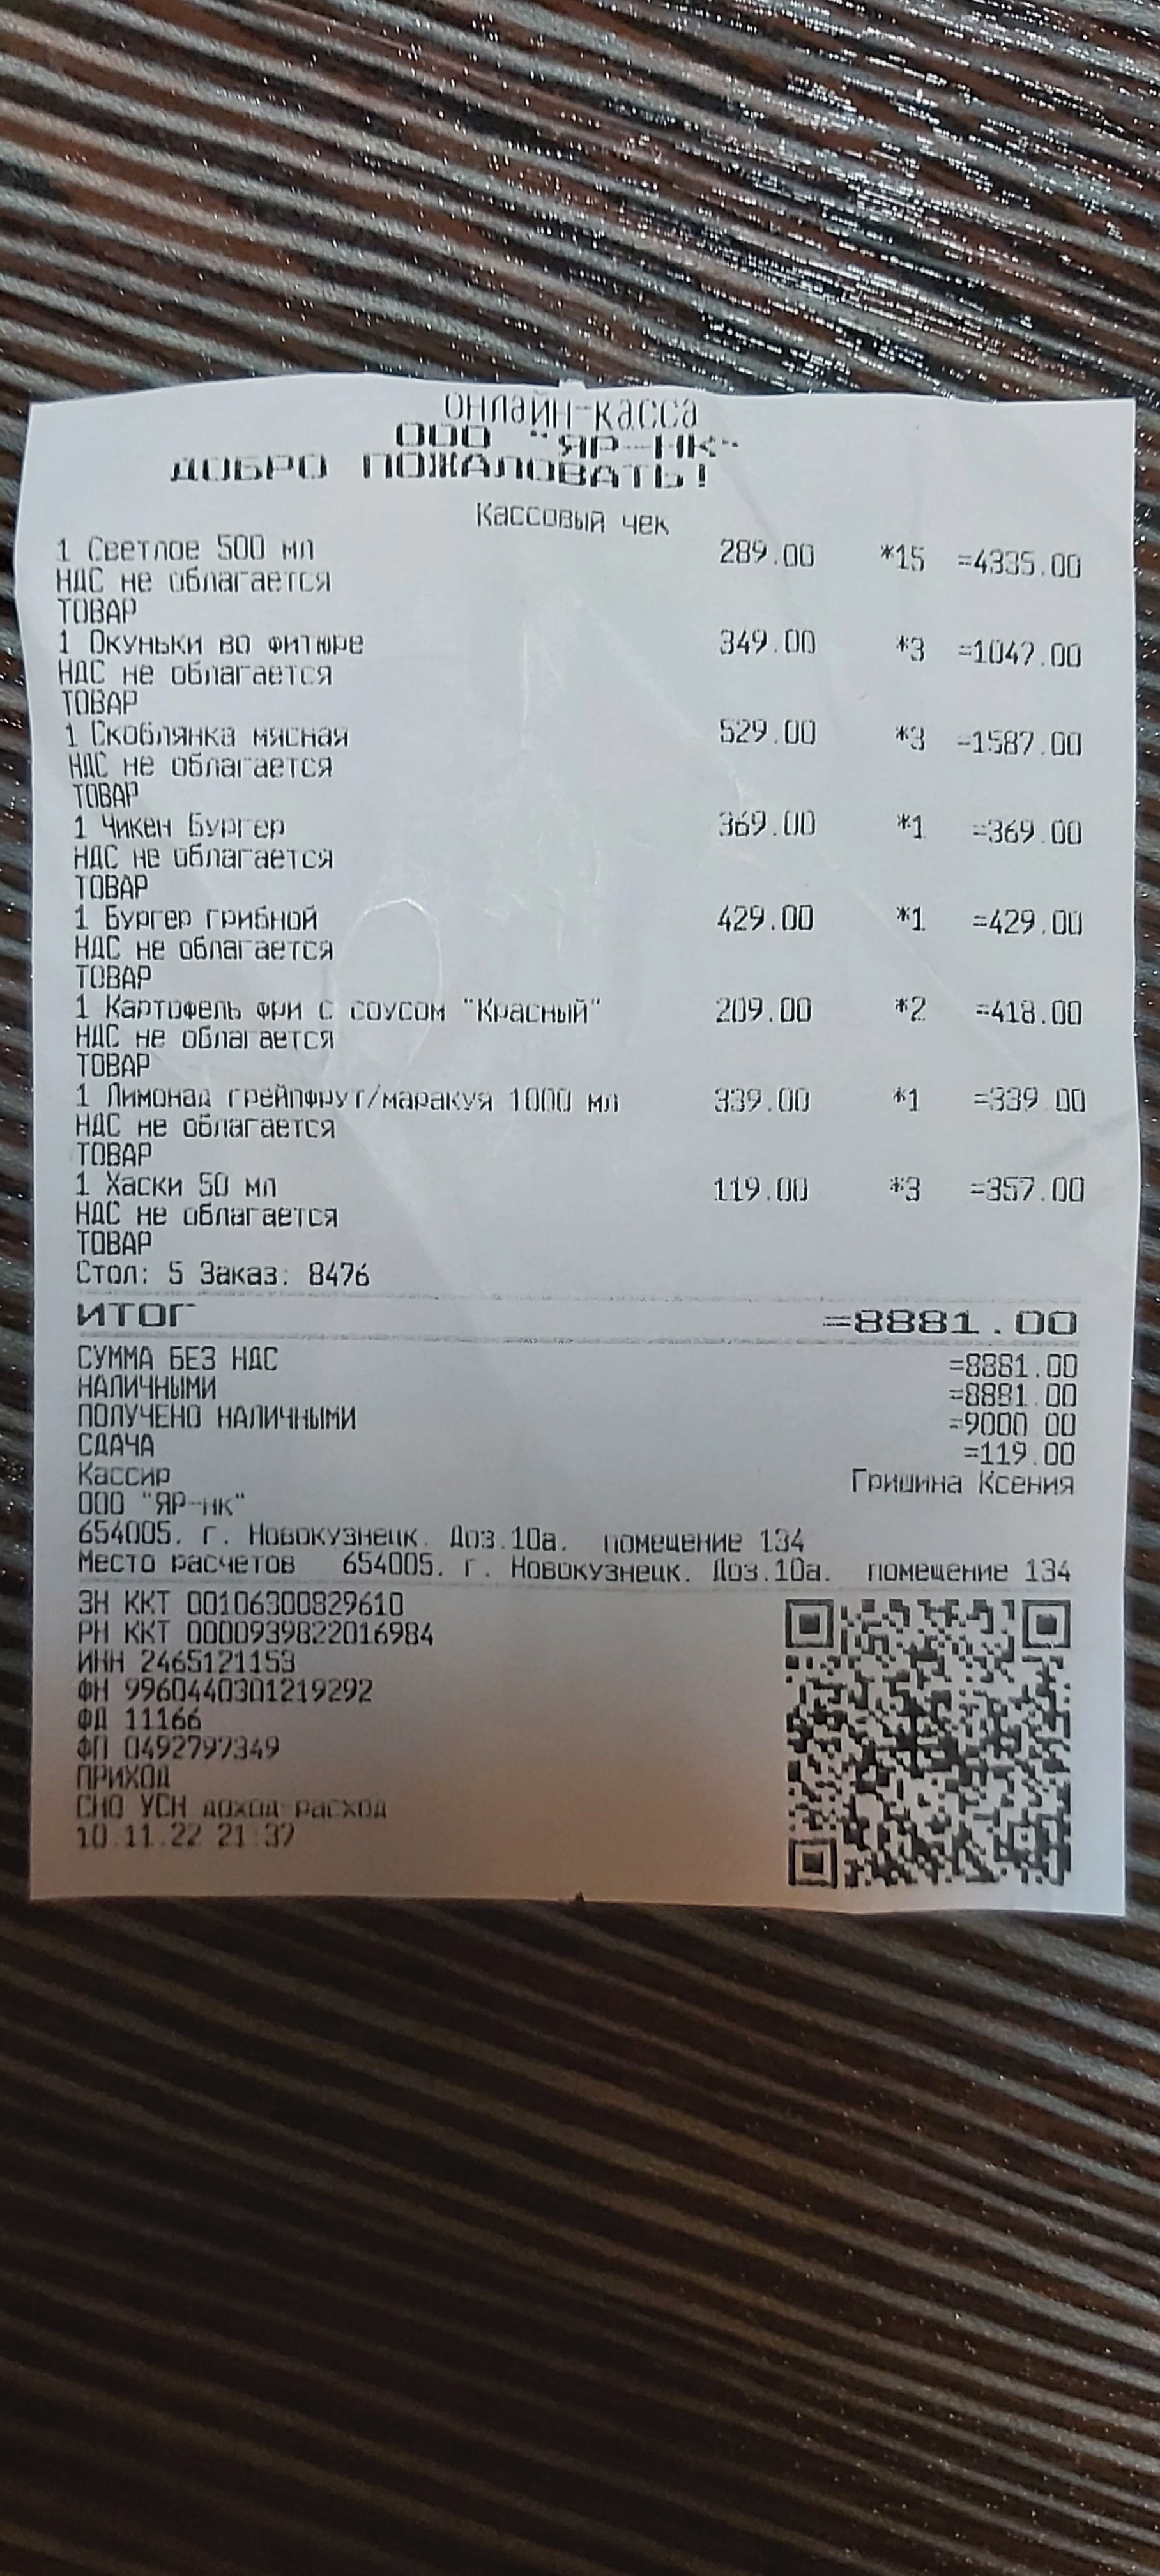 ОНЛАЙН-КАССА
ООО "ЯР-НК"
ДОБРО ПОЖАЛОВАТЬ!
Кассовый чек
1 Светлое 500 мл 289.00 *15 =4335.00
НДС не облагается
ТОВАР
1 Окуньки во фитюре 349.00 *3 =1047.00
НДС не облагается
ТОВАР
1 Скоблянка мясная 529.00 *3 =1587.00
НДС не облагается
ТОВАР
1 Чикен Бургер 369.00 *1 =369.00
НДС не облагается
ТОВАР
1 Бургер грибной 429.00 *1 =429.00
НДС не облагается
ТОВАР
1 Картофель фри с соусом "Красный" 209.00 *2 =418.00
НДС не облагается
ТОВАР
1 Лимонад грейпфрут/маракуя 1000 мл 339.00 *1 =339.00
НДС не облагается
ТОВАР
1 Хаски 50 мл 119.00 *3 =357.00
НДС не облагается
ТОВАР
Стол: 5 Заказ: 8476
ИТОГ =8881.00
СУММА БЕЗ НДС =8881.00
НАЛИЧНЫМИ =8881.00
ПОЛУЧЕНО НАЛИЧНЫМИ =9000.00
СДАЧА =119.00
Кассир Гришина Ксения
ООО "ЯР-НК"
654005. г. Новокузнецк. Доз.10а. помещение 134
Место расчетов 654005. г. Новокузнецк. Доз.10а. помещение 134
ЗН ККТ 00106300829610
РН ККТ 0000939822016984
ИНН 2465121153
ФН 9960440301219292
ФД 11166
ФП 0492797349
ПРИХОД
СНО УСН доход-расход
10.11.22 21:37